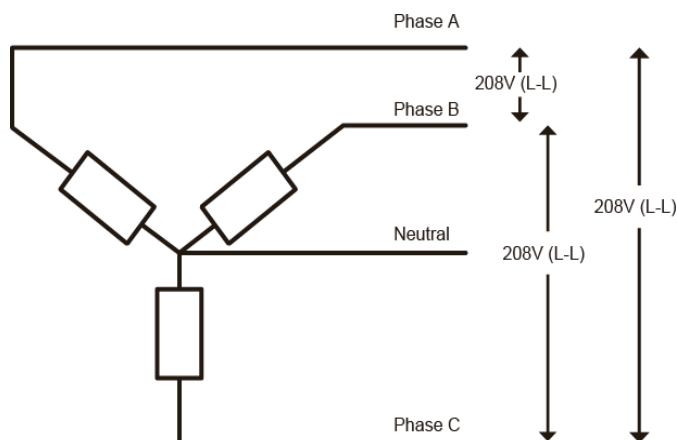 Phase A
208V (L-L)
Phase B
208V (L-L)
Neutral
208V (L-L)
Phase C